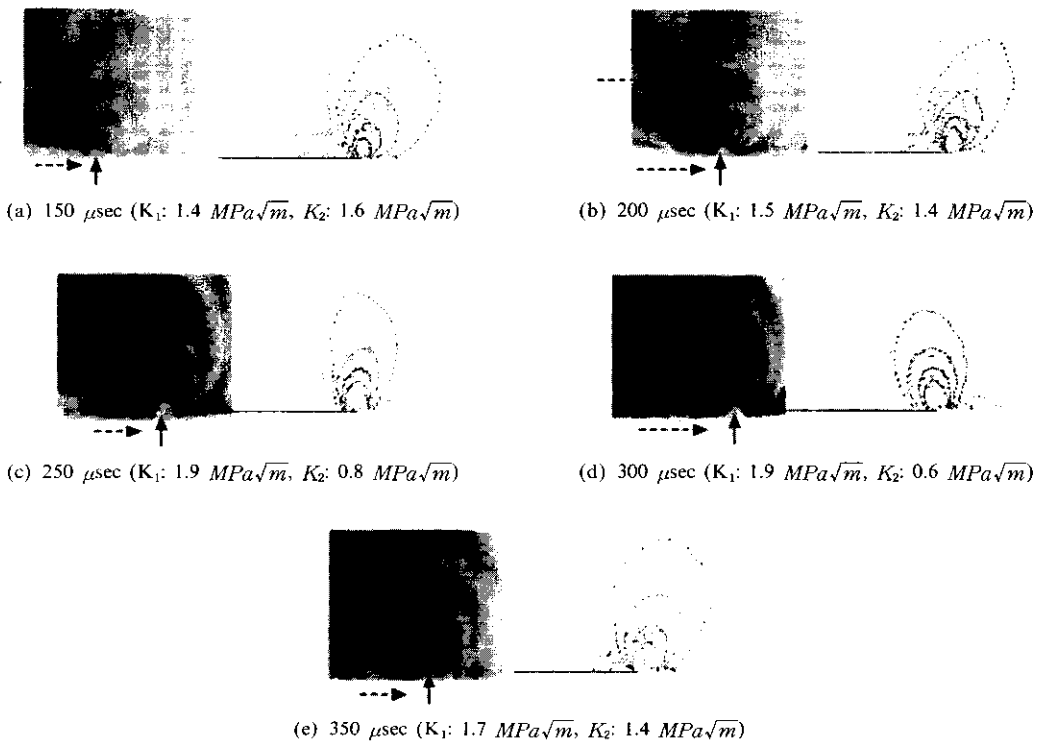 (a) 150 μsec (K₁: 1.4 MPa√m, K₂: 1.6 MPa√m)
(b) 200 μsec (K₁: 1.5 MPa√m, K₂: 1.4 MPa√m)
(c) 250 μsec (K₁: 1.9 MPa√m, K₂: 0.8 MPa√m)
(d) 300 μsec (K₁: 1.9 MPa√m, K₂: 0.6 MPa√m)
(e) 350 μsec (K₁: 1.7 MPa√m, K₂: 1.4 MPa√m)